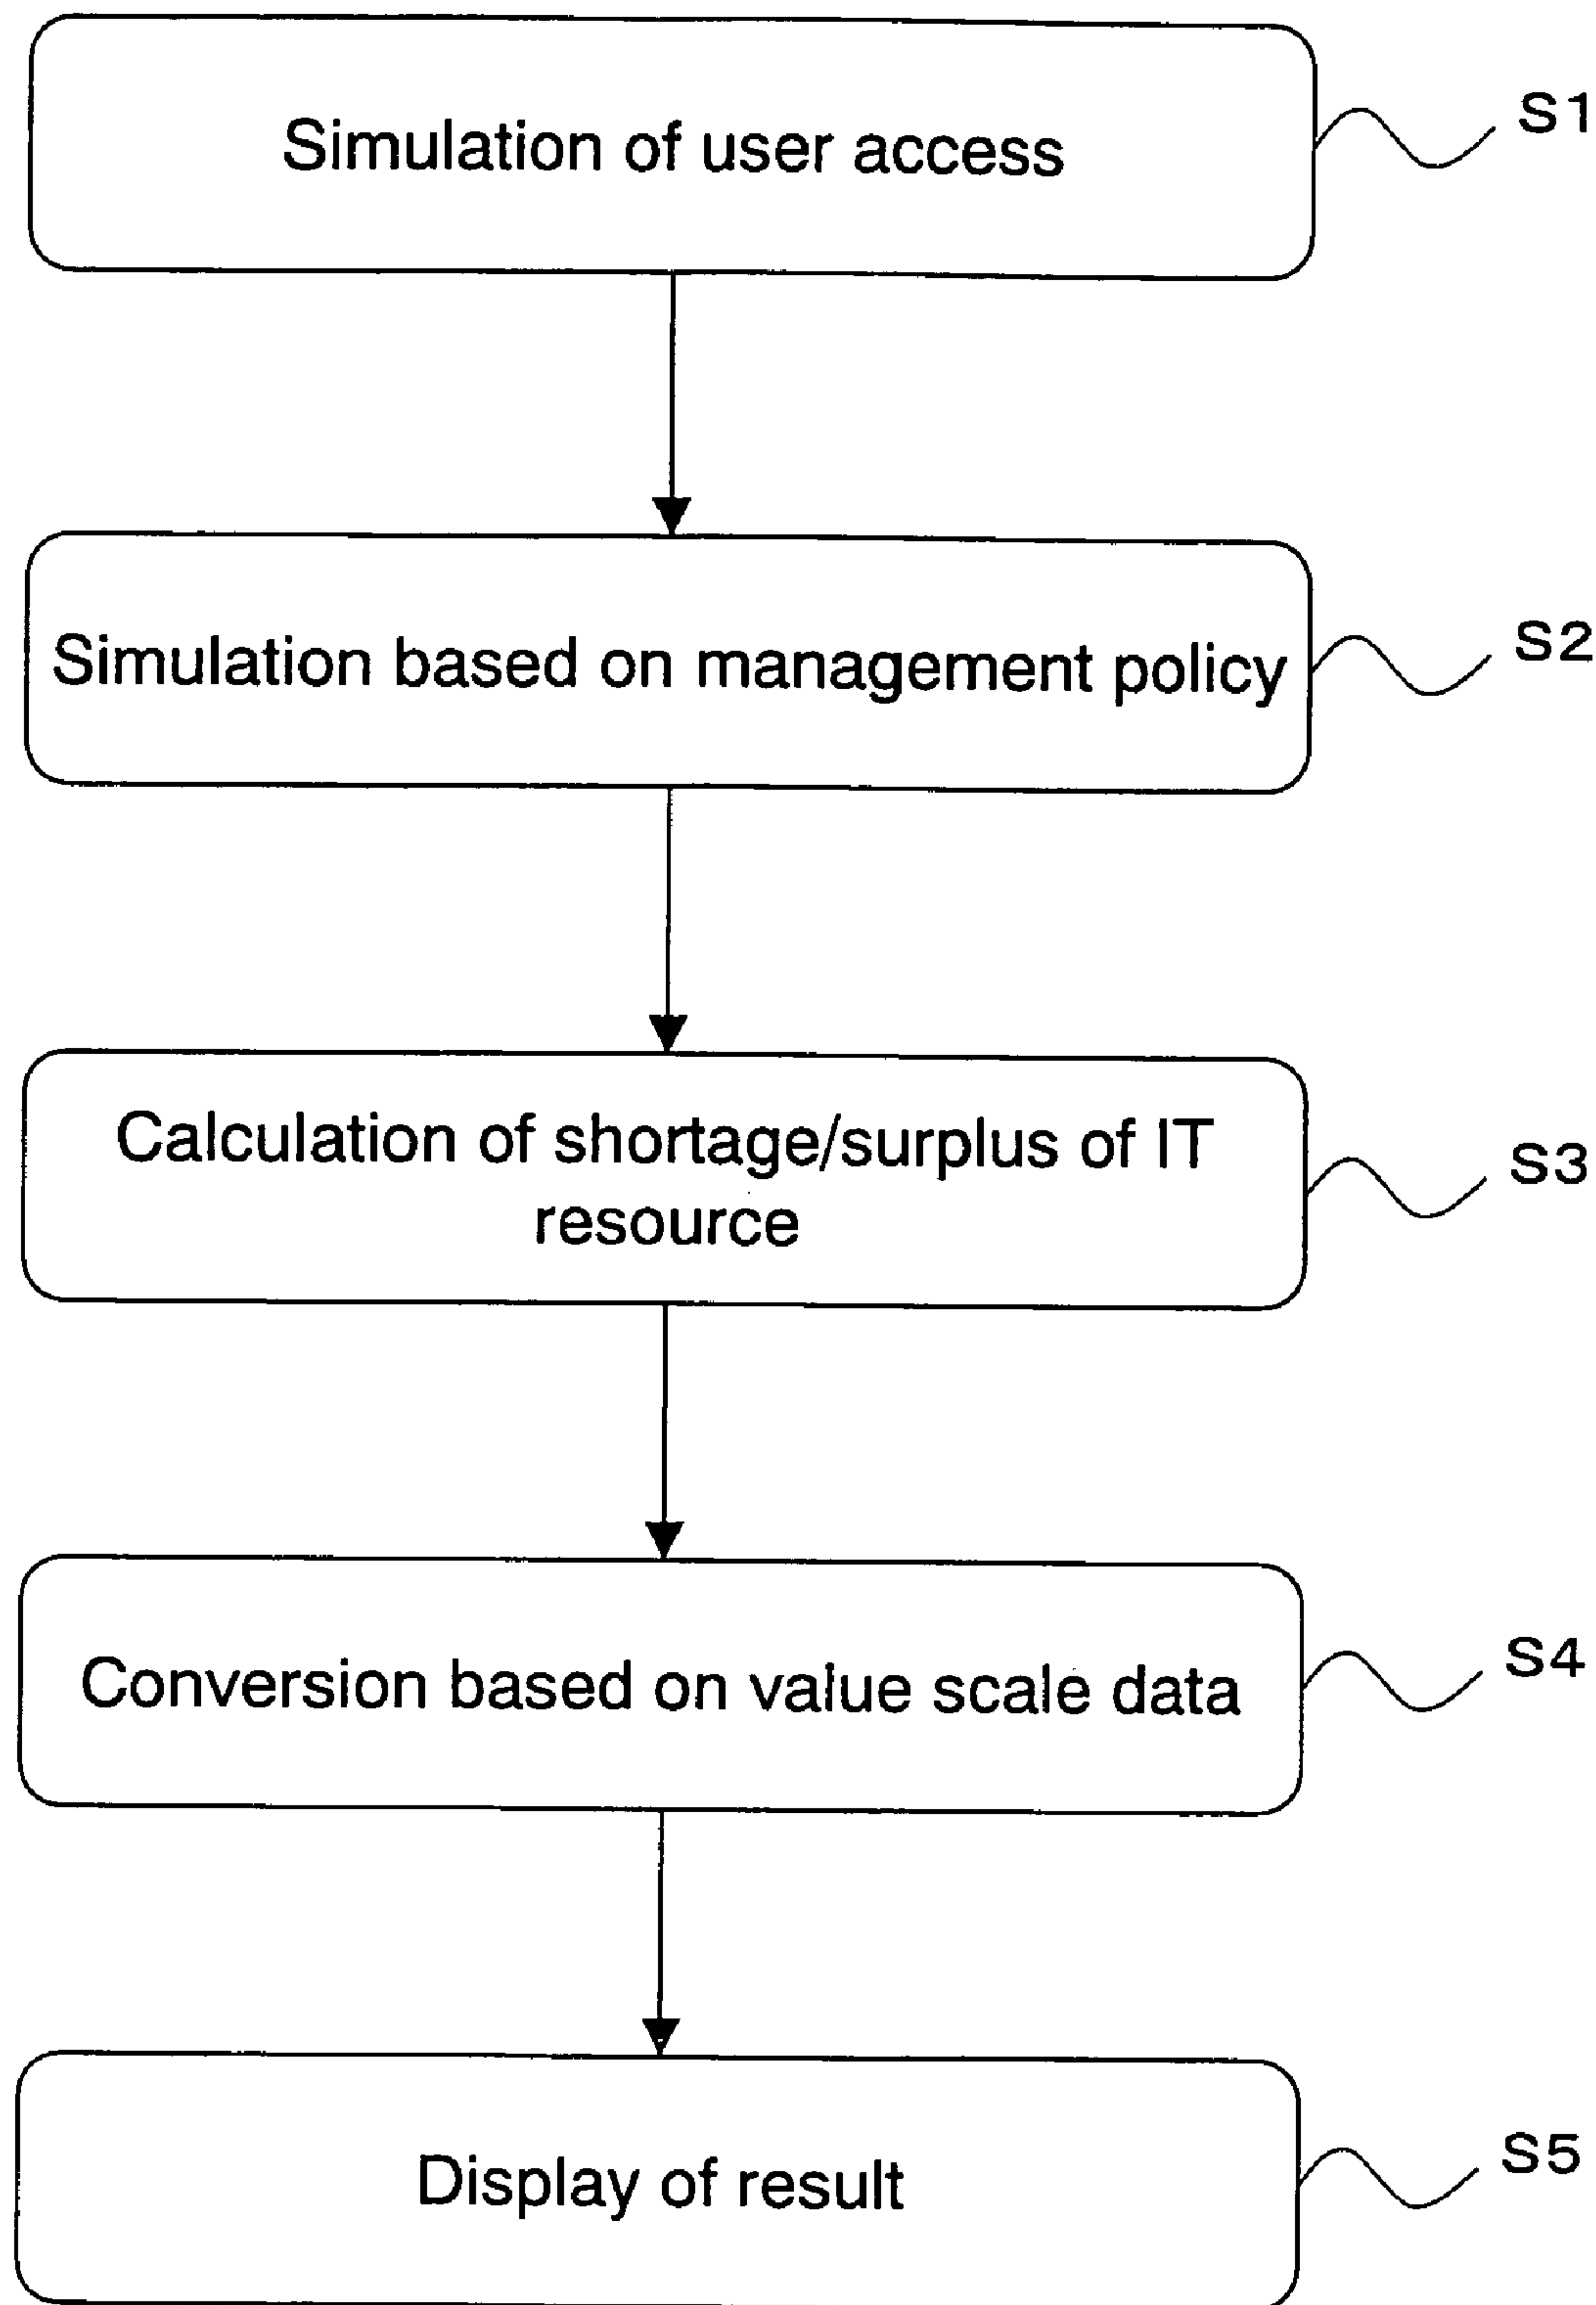 Simulation of user access
S1
Simulation based on management policy
S2
Calculation of shortage/surplus of IT
resource
S3
Conversion based on value scale data
S4
Display of result
S5